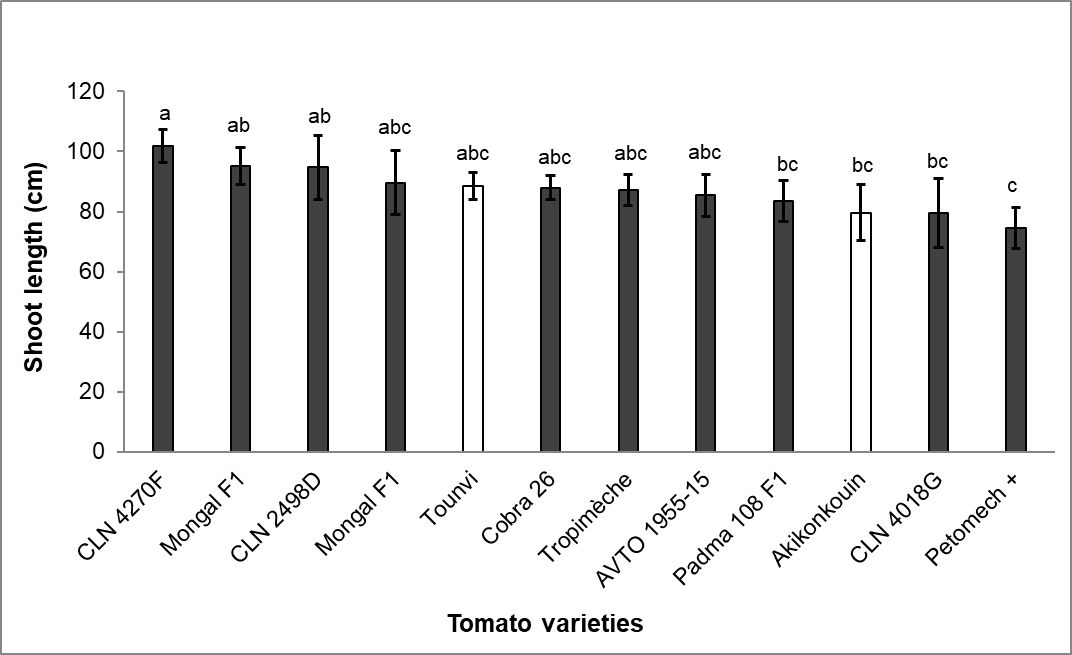 Shoot length (cm)
120
100
80
60
40
20
0
a
ab
ab
abc
abc
abc
abc
abc
bc
bc
bc
c
CLN 4270F
Mongal F1
CLN 2498D
Mongal F1
Tounvi
Cobra 26
Tropimèche
AVTO 1955-15
Padma 108 F1
Akikonkouin
CLN 4018G
Petomech +
Tomato varieties